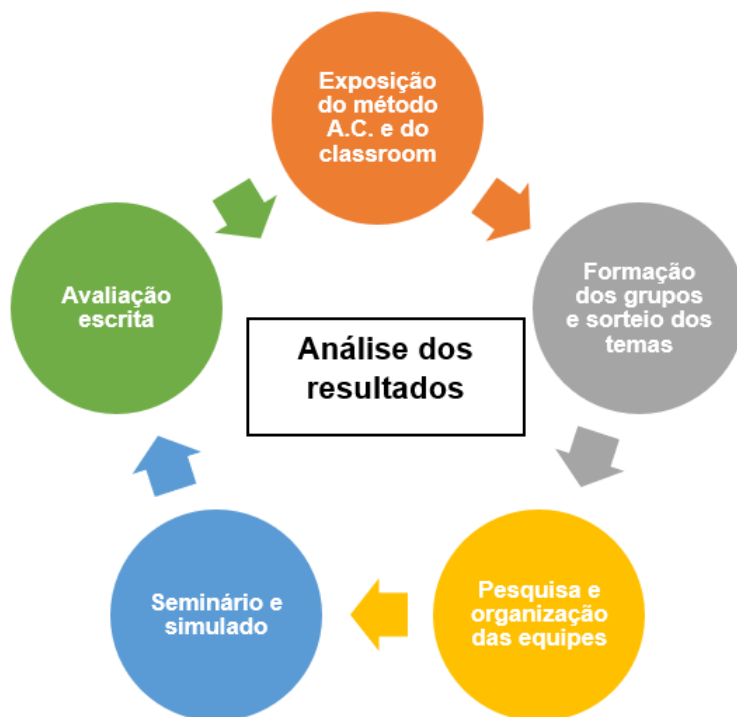 Exposição
do método
A.C. e do
classroom
Formação
dos grupos
e sorteio dos
temas
Pesquisa e
organização
das equipes
Seminário e
simulado
Avaliação
escrita
Análise dos
resultados